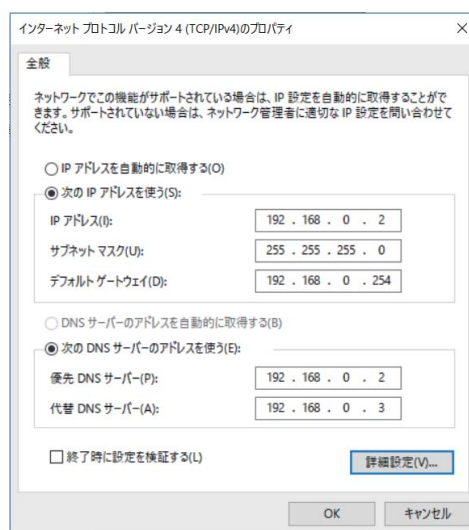 インターネット プロトコル バージョン 4 (TCP/IPv4)のプロパティ
全般
ネットワークでこの機能がサポートされている場合は、IP 設定を自動的に取得することがで
きます。サポートされていない場合は、ネットワーク管理者に適切な IP 設定を問い合わせて
ください。
IP アドレスを自動的に取得する(O)
次の IP アドレスを使う(S):
IP アドレス(I): 192 . 168 . 0 . 2
サブネット マスク(U): 255 . 255 . 255 . 0
デフォルト ゲートウェイ(D): 192 . 168 . 0 . 254
DNS サーバーのアドレスを自動的に取得する(B)
次の DNS サーバーのアドレスを使う(E):
優先 DNS サーバー(P): 192 . 168 . 0 . 2
代替 DNS サーバー(A): 192 . 168 . 0 . 3
終了時に設定を検証する(L)
詳細設定(V)...
OK キャンセル